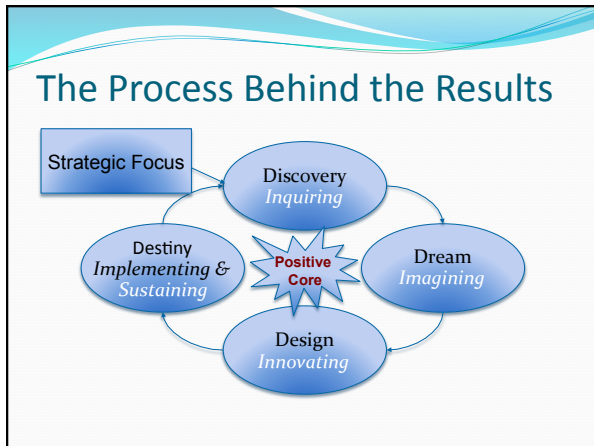 The Process Behind the Results
Strategic Focus
Discovery
Inquiring
Destiny
Implementing &
Sustaining
Positive
Core
Dream
Imagining
Design
Innovating